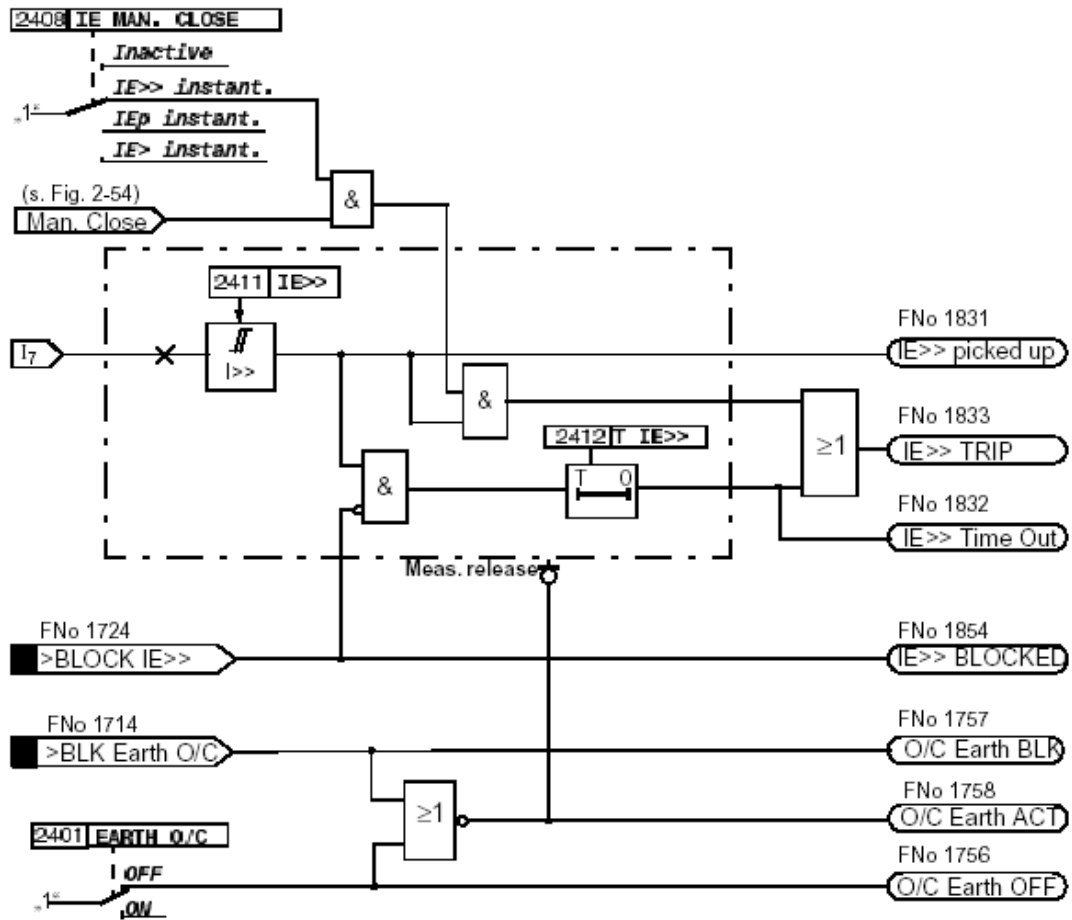 2408 IE MAN. CLOSE
Inactive
IE>> instant.
„1“
IEp instant.
IE> instant.
(s. Fig. 2-54)
Man. Close
&
2411 IE>>
FNo 1831
I7
I>>
IE>> picked up
&
FNo 1833
2412 T IE>>
≥1
IE>> TRIP
&
T 0
FNo 1832
IE>> Time Out
Meas. release
FNo 1724
FNo 1854
>BLOCK IE>>
IE>> BLOCKED
FNo 1714
FNo 1757
>BLK Earth O/C
O/C Earth BLK
FNo 1758
≥1
O/C Earth ACT
2401 EARTH O/C
FNo 1756
OFF
O/C Earth OFF
„1“
ON